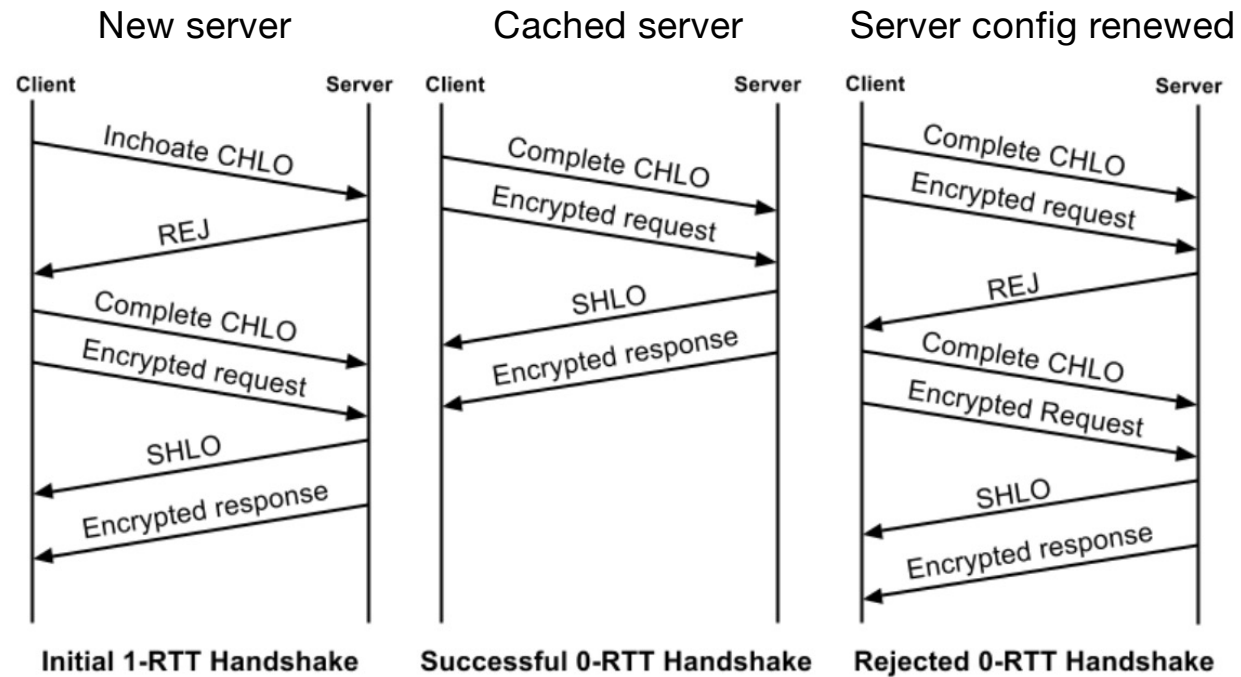 New server
Client
Server
Inchoate CHLO
REJ
Complete CHLO
Encrypted request
SHLO
Encrypted response
Initial 1-RTT Handshake
Cached server
Client
Server
Complete CHLO
Encrypted request
SHLO
Encrypted response
Successful 0-RTT Handshake
Server config renewed
Client
Server
Complete CHLO
Encrypted request
REJ
Complete CHLO
Encrypted Request
SHLO
Encrypted response
Rejected 0-RTT Handshake